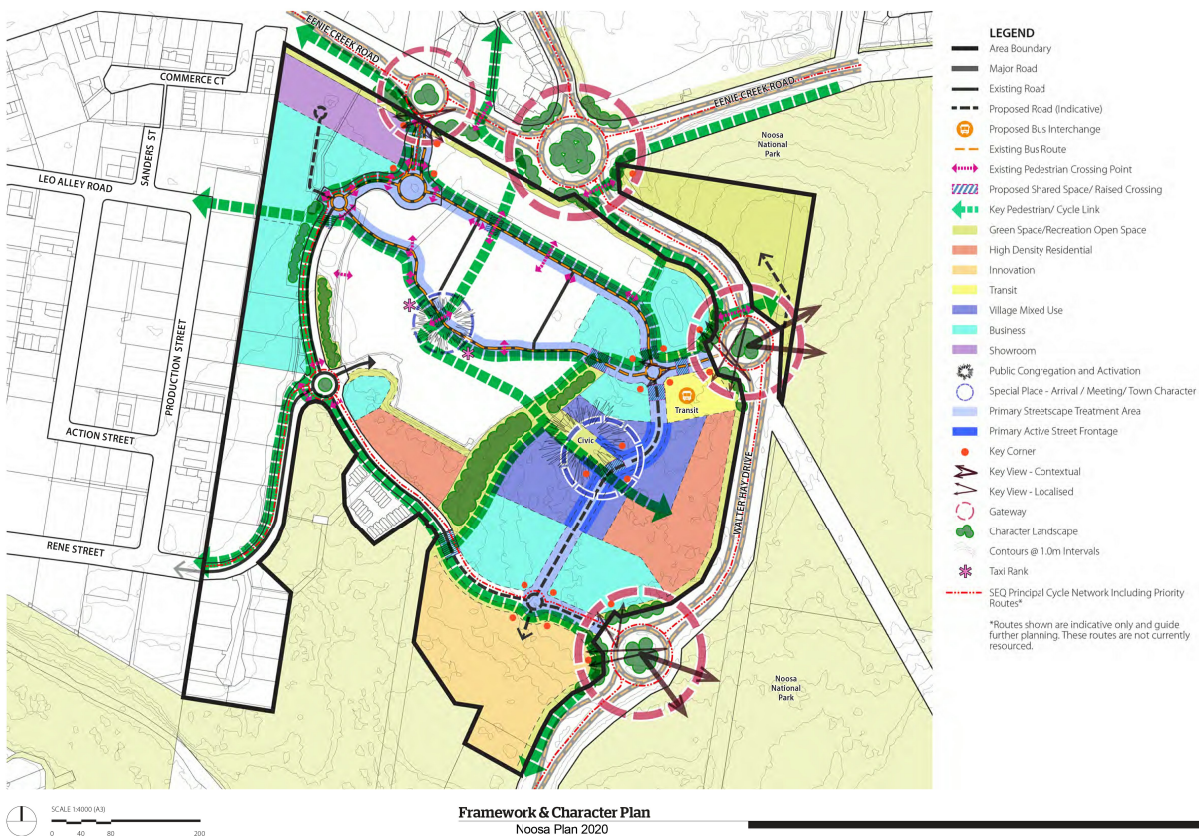 EENIE CREEK ROAD
COMMERCE CT
EENIE CREEK ROAD
SANDERS ST
Noosa
National
Park
LEO ALLEY ROAD
PRODUCTION STREET
Transit
ACTION STREET
Civic
WALTER HAY DRIVE
RENE STREET
Noosa
National
Park
LEGEND
Area Boundary
Major Road
Existing Road
Proposed Road (Indicative)
Proposed Bus Interchange
Existing Bus Route
Existing Pedestrian Crossing Point
Proposed Shared Space/ Raised Crossing
Key Pedestrian/ Cycle Link
Green Space/Recreation Open Space
High Density Residential
Innovation
Transit
Village Mixed Use
Business
Showroom
Public Congregation and Activation
Special Place - Arrival / Meeting/ Town Character
Primary Streetscape Treatment Area
Primary Active Street Frontage
Key Corner
Key View - Contextual
Key View - Localised
Gateway
Character Landscape
Contours @ 1.0m Intervals
Taxi Rank
SEQ Principal Cycle Network Including Priority
Routes*
*Routes shown are indicative only and guide
further planning. These routes are not currently
resourced.
SCALE 1:4000 (A3)
0 40 80 200
Framework & Character Plan
Noosa Plan 2020